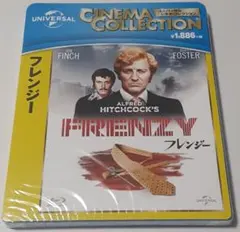 UNIVERSAL
CINEMA
COLLECTION
1,886
フレンジー
FINCH
FOSTER
ALFRED
HITCHCOCK'S
FRENZY
フレンジー
UNIVERSAL